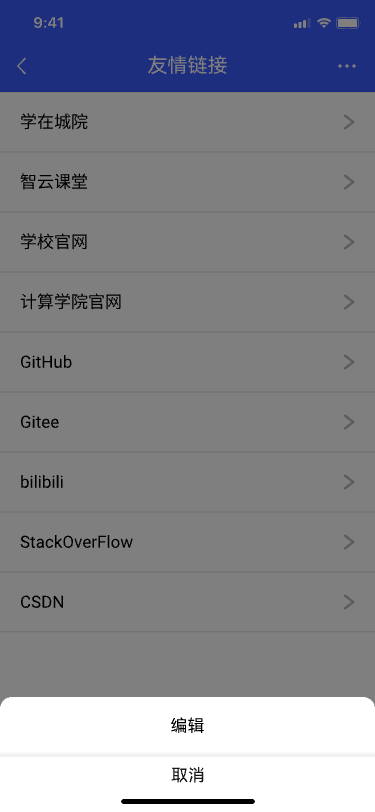 9:41
友情链接
学在城院
智云课堂
学校官网
计算学院官网
GitHub
Gitee
bilibili
StackOverFlow
CSDN
编辑
取消